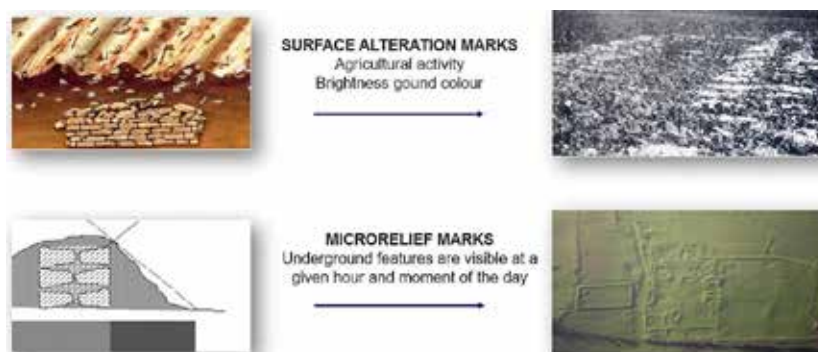 SURFACE ALTERATION MARKS
Agricultural activity
Brightness gound colour
MICRORELIEF MARKS
Underground features are visible at a
given hour and moment of the day